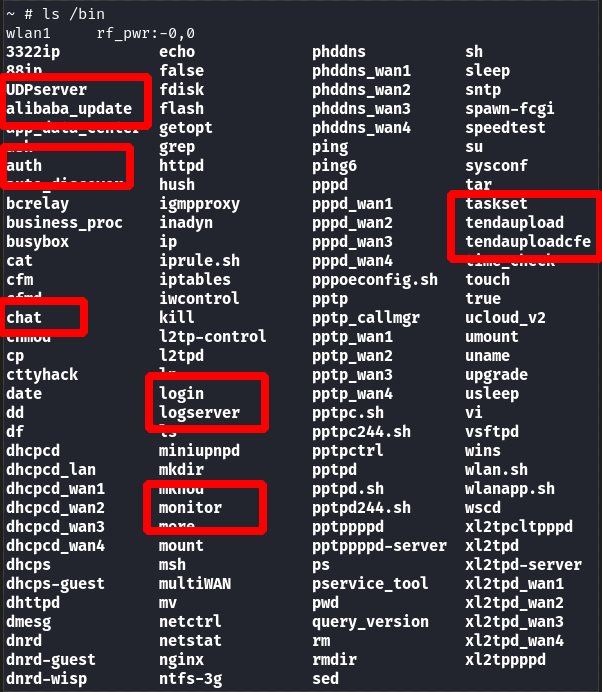 ~ # ls /bin
wlan1 rf_pwr:-0,0
3322ip echo phddns sh
88ip false phddns_wan1 sleep
UDPserver fdisk phddns_wan2 sntp
alibaba_update flash phddns_wan3 spawn-fcgi
app_data_center getopt phddns_wan4 speedtest
grep ping su
auth httpd ping6 sysconf
auto_discover hush pppd tar
bcrelay igmpproxy pppd_wan1 taskset
business_proc inadyn pppd_wan2 tendaupload
busybox ip pppd_wan3 tendauploadcfe
cat iprule.sh pppd_wan4 time_check
cfm iptables pppoeconfig.sh touch
cfmd iwcontrol pptp true
chat kill pptp_callmgr ucloud_v2
chmod l2tp-control pptp_wan1 umount
cp l2tpd pptp_wan2 uname
cttyhack ln pptp_wan3 upgrade
date login pptp_wan4 usleep
dd logserver pptpc.sh vi
df ls pptpc244.sh vsftpd
dhcpcd miniupnpd pptpctrl wins
dhcpcd_lan mkdir pptpd wlan.sh
dhcpcd_wan1 mknod pptpd.sh wlanapp.sh
dhcpcd_wan2 monitor pptpd244.sh wscd
dhcpcd_wan3 more pptppppd xl2tpcltpppd
dhcpcd_wan4 mount pptppppd-server xl2tpd
dhcps msh ps xl2tpd-server
dhcps-guest multiWAN pservice_tool xl2tpd_wan1
dhttpd mv pwd xl2tpd_wan2
dmesg netctrl query_version xl2tpd_wan3
dnrd netstat rm xl2tpd_wan4
dnrd-guest nginx rmdir xl2tppppd
dnrd-wisp ntfs-3g sed